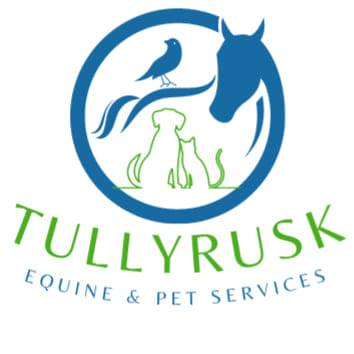 TULLYRUSK
EQUINE & PET SERVICES